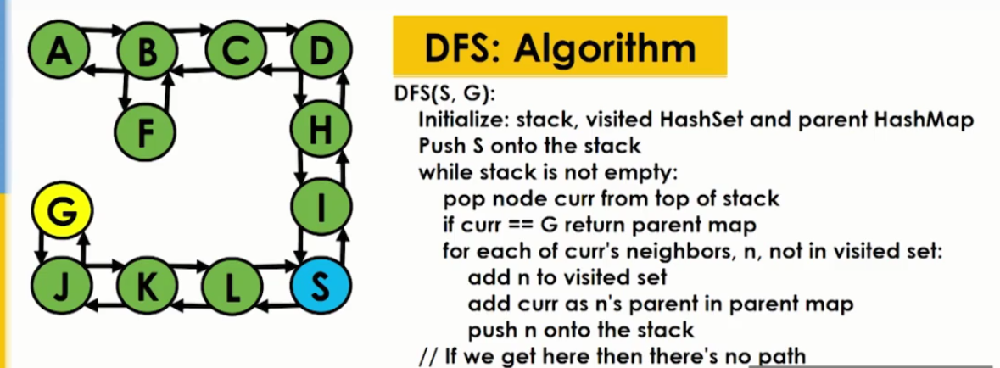 A B C D
F H
G I
J K L S
DFS: Algorithm
DFS(S, G):
Initialize: stack, visited HashSet and parent HashMap
Push S onto the stack
while stack is not empty:
pop node curr from top of stack
if curr == G return parent map
for each of curr's neighbors, n, not in visited set:
add n to visited set
add curr as n's parent in parent map
push n onto the stack
// If we get here then there's no path